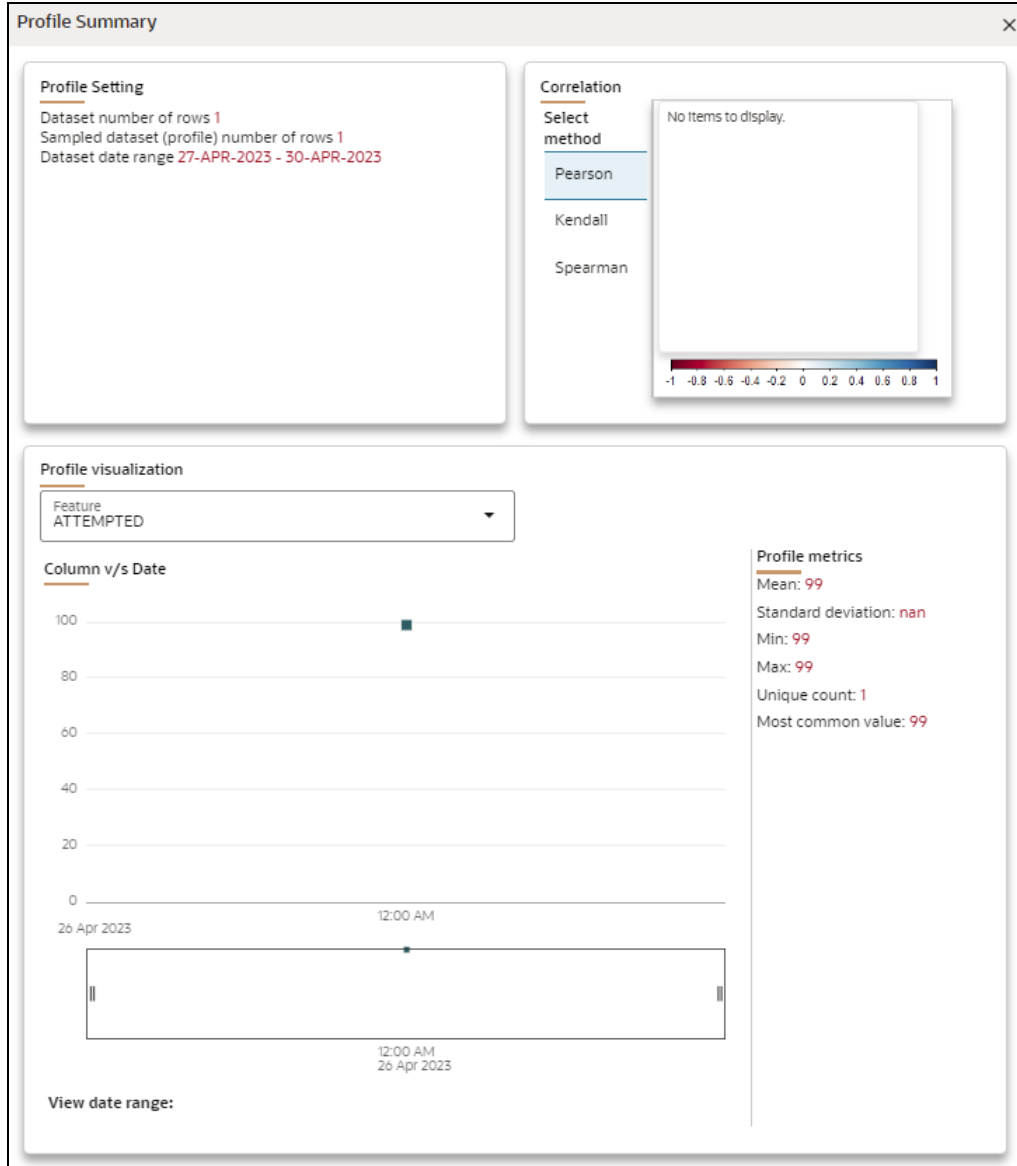 Profile Summary
Profile Setting
Dataset number of rows 1
Sampled dataset (profile) number of rows 1
Dataset date range 27-APR-2023 - 30-APR-2023
Correlation
Select
method
Pearson
Kendall
Spearman
No items to display.
-1 -0.8 -0.6 -0.4 -0.2 0 0.2 0.4 0.6 0.8 1
Profile visualization
Feature
ATTEMPTED
Column v/s Date
100
80
60
40
20
0
12:00 AM
26 Apr 2023
12:00 AM
26 Apr 2023
View date range:
Profile metrics
Mean: 99
Standard deviation: nan
Min: 99
Max: 99
Unique count: 1
Most common value: 99